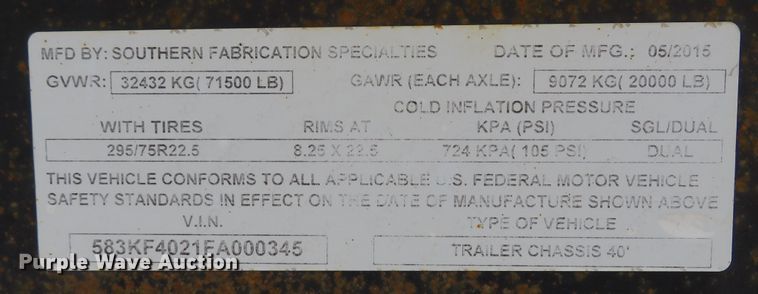 MFD BY: SOUTHERN FABRICATION SPECIALTIES DATE OF MFG.: 05/2015
GVWR: 32432 KG( 71500 LB) GAWR (EACH AXLE): 9072 KG( 20000 LB)
COLD INFLATION PRESSURE
WITH TIRES RIMS AT KPA (PSI) SGL/DUAL
295/75R22.5 8.25 X 22.5 724 KPA( 105 PSI) DUAL
THIS VEHICLE CONFORMS TO ALL APPLICABLE U.S. FEDERAL MOTOR VEHICLE
SAFETY STANDARDS IN EFFECT ON THE DATE OF MANUFACTURE SHOWN ABOVE
V.I.N. TYPE OF VEHICLE
583KF4021FA000345 TRAILER CHASSIS 40'
Purple Wave Auction